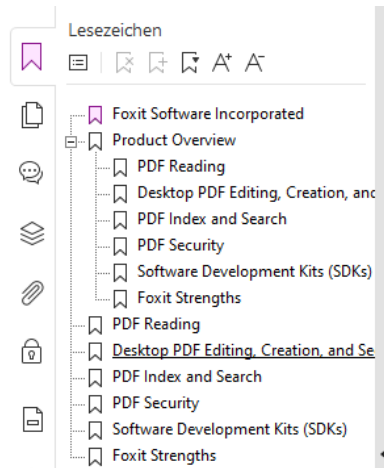 Lesezeichen
A+ A-
Foxit Software Incorporated
Product Overview
PDF Reading
Desktop PDF Editing, Creation, and
PDF Index and Search
PDF Security
Software Development Kits (SDKs)
Foxit Strengths
PDF Reading
Desktop PDF Editing, Creation, and Se
PDF Index and Search
PDF Security
Software Development Kits (SDKs)
Foxit Strengths